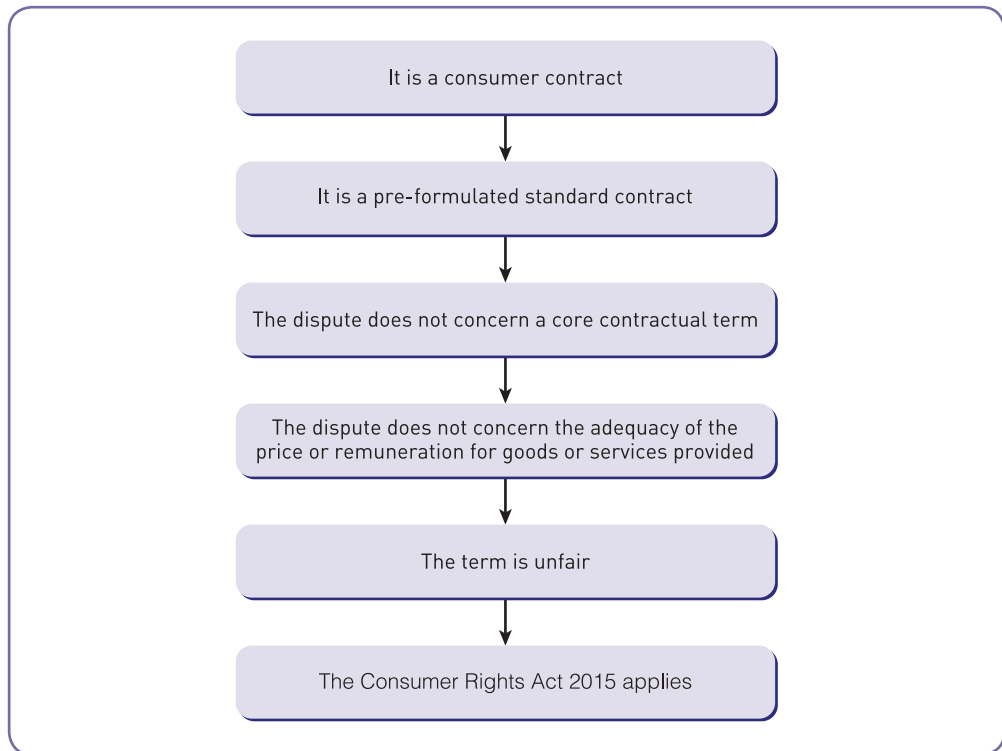 It is a consumer contract
It is a pre-formulated standard contract
The dispute does not concern a core contractual term
The dispute does not concern the adequacy of the
price or remuneration for goods or services provided
The term is unfair
The Consumer Rights Act 2015 applies